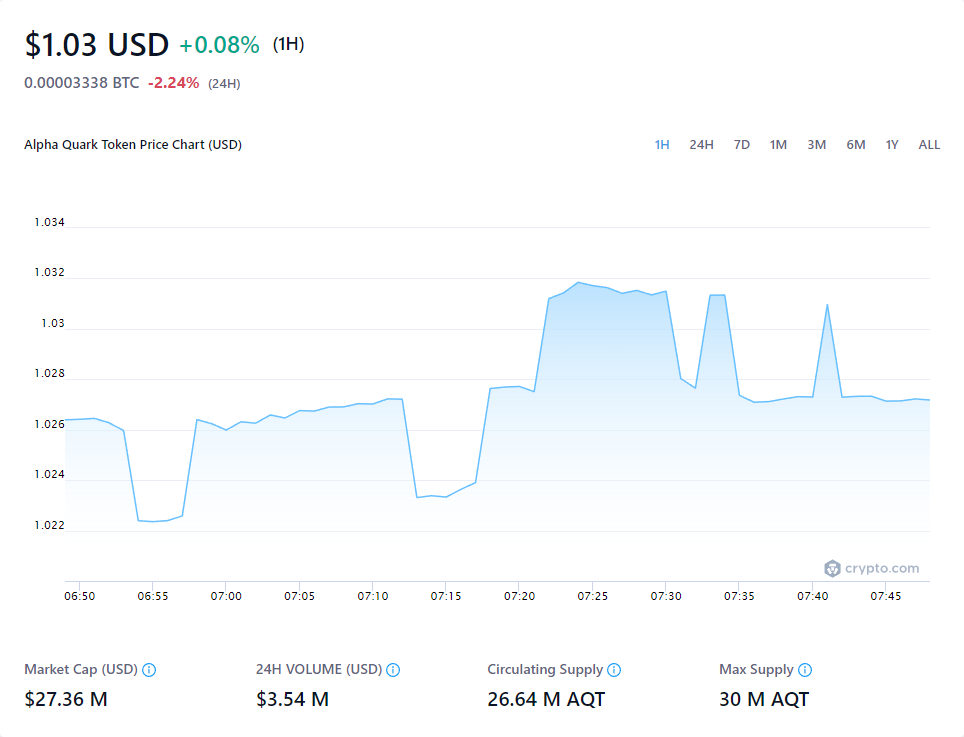 $1.03 USD +0.08% (1H)
0.00003338 BTC -2.24% (24H)
Alpha Quark Token Price Chart (USD) 1H 24H 7D 1M 3M 6M 1Y ALL
1.034
1.032
1.03
1.028
1.026
1.024
1.022
crypto.com
06:50 06:55 07:00 07:05 07:10 07:15 07:20 07:25 07:30 07:35 07:40 07:45
Market Cap (USD) 24H VOLUME (USD) Circulating Supply Max Supply
$27.36 M $3.54 M 26.64 M AQT 30 M AQT